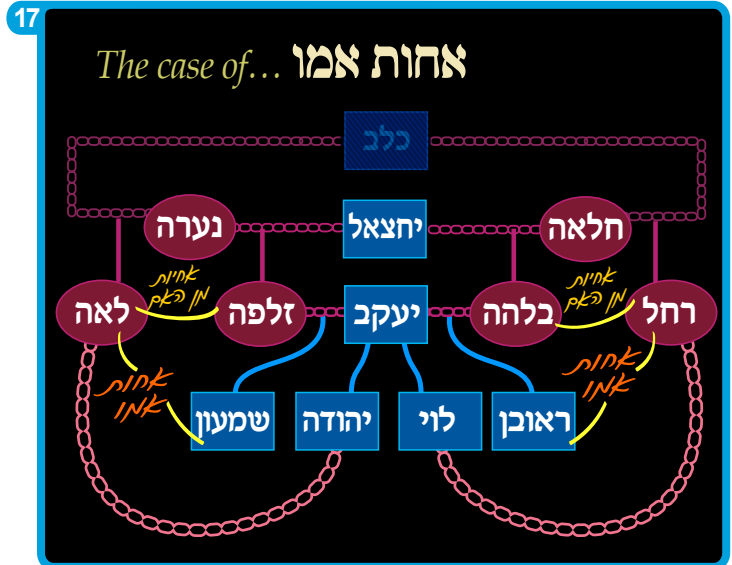 17
The case of... אחות אמו
כלב
נערה
יחצאל
חלאה
אחיות
מן האם
אחיות
מן האם
לאה
זלפה
יעקב
בלהה
רחל
אחות
אמו
אחות
אמו
שמעון
יהודה
לוי
ראובן